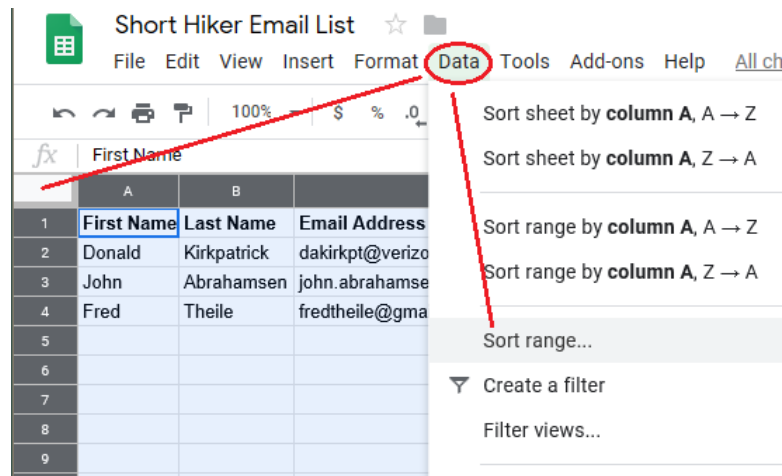 Short Hiker Email List
File Edit View Insert Format Data Tools Add-ons Help All ch
100% $ % .0
fx First Name
A B
1 First Name Last Name Email Address
2 Donald Kirkpatrick dakirkpt@verizo
3 John Abrahamsen john.abrahamse
4 Fred Theile fredtheile@gma
5
6
7
8
9
Sort sheet by column A, A → Z
Sort sheet by column A, Z → A
Sort range by column A, A → Z
Sort range by column A, Z → A
Sort range...
Create a filter
Filter views...